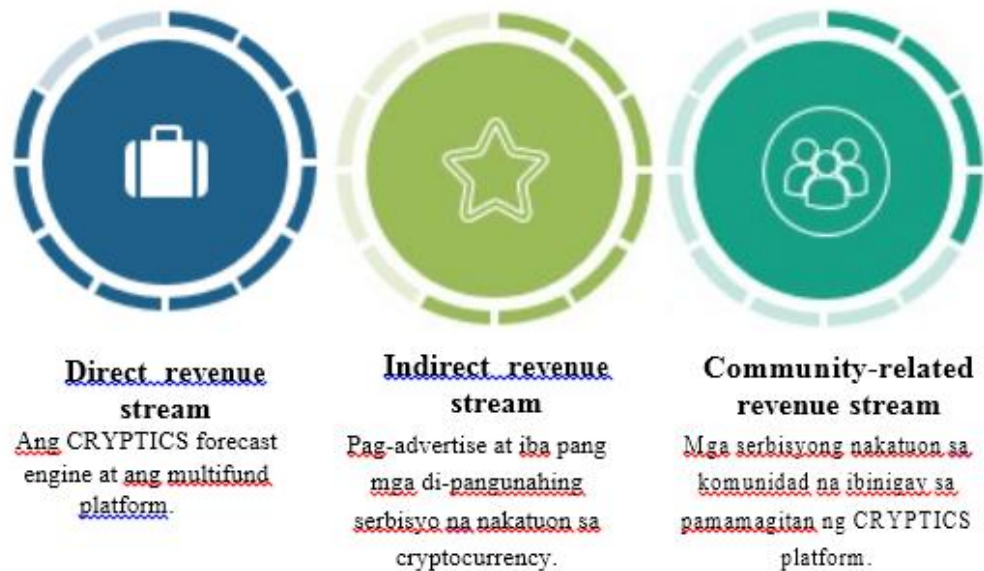 Direct revenue
stream
Ang CRYPTICS forecast
engine at ang multifund
platform.
Indirect revenue
stream
Pag-advertise at iba pang
mga di-pangunahing
serbisyo na nakatuon sa
cryptocurrency.
Community-related
revenue stream
Mga serbisyong nakatuon sa
komunidad na ibinigay sa
pamamagitan ng CRYPTICS
platform.